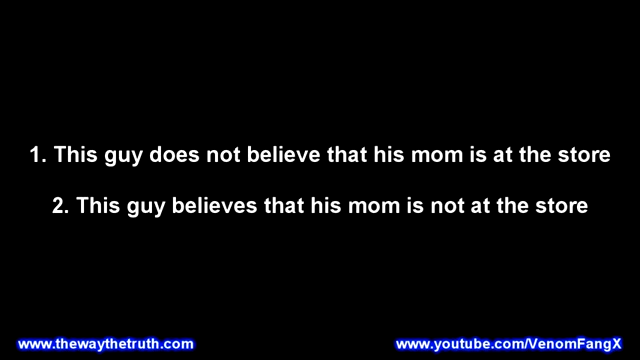 1. This guy does not believe that his mom is at the store
2. This guy believes that his mom is not at the store
www.thewaythetruth.com
www.youtube.com/VenomFangX